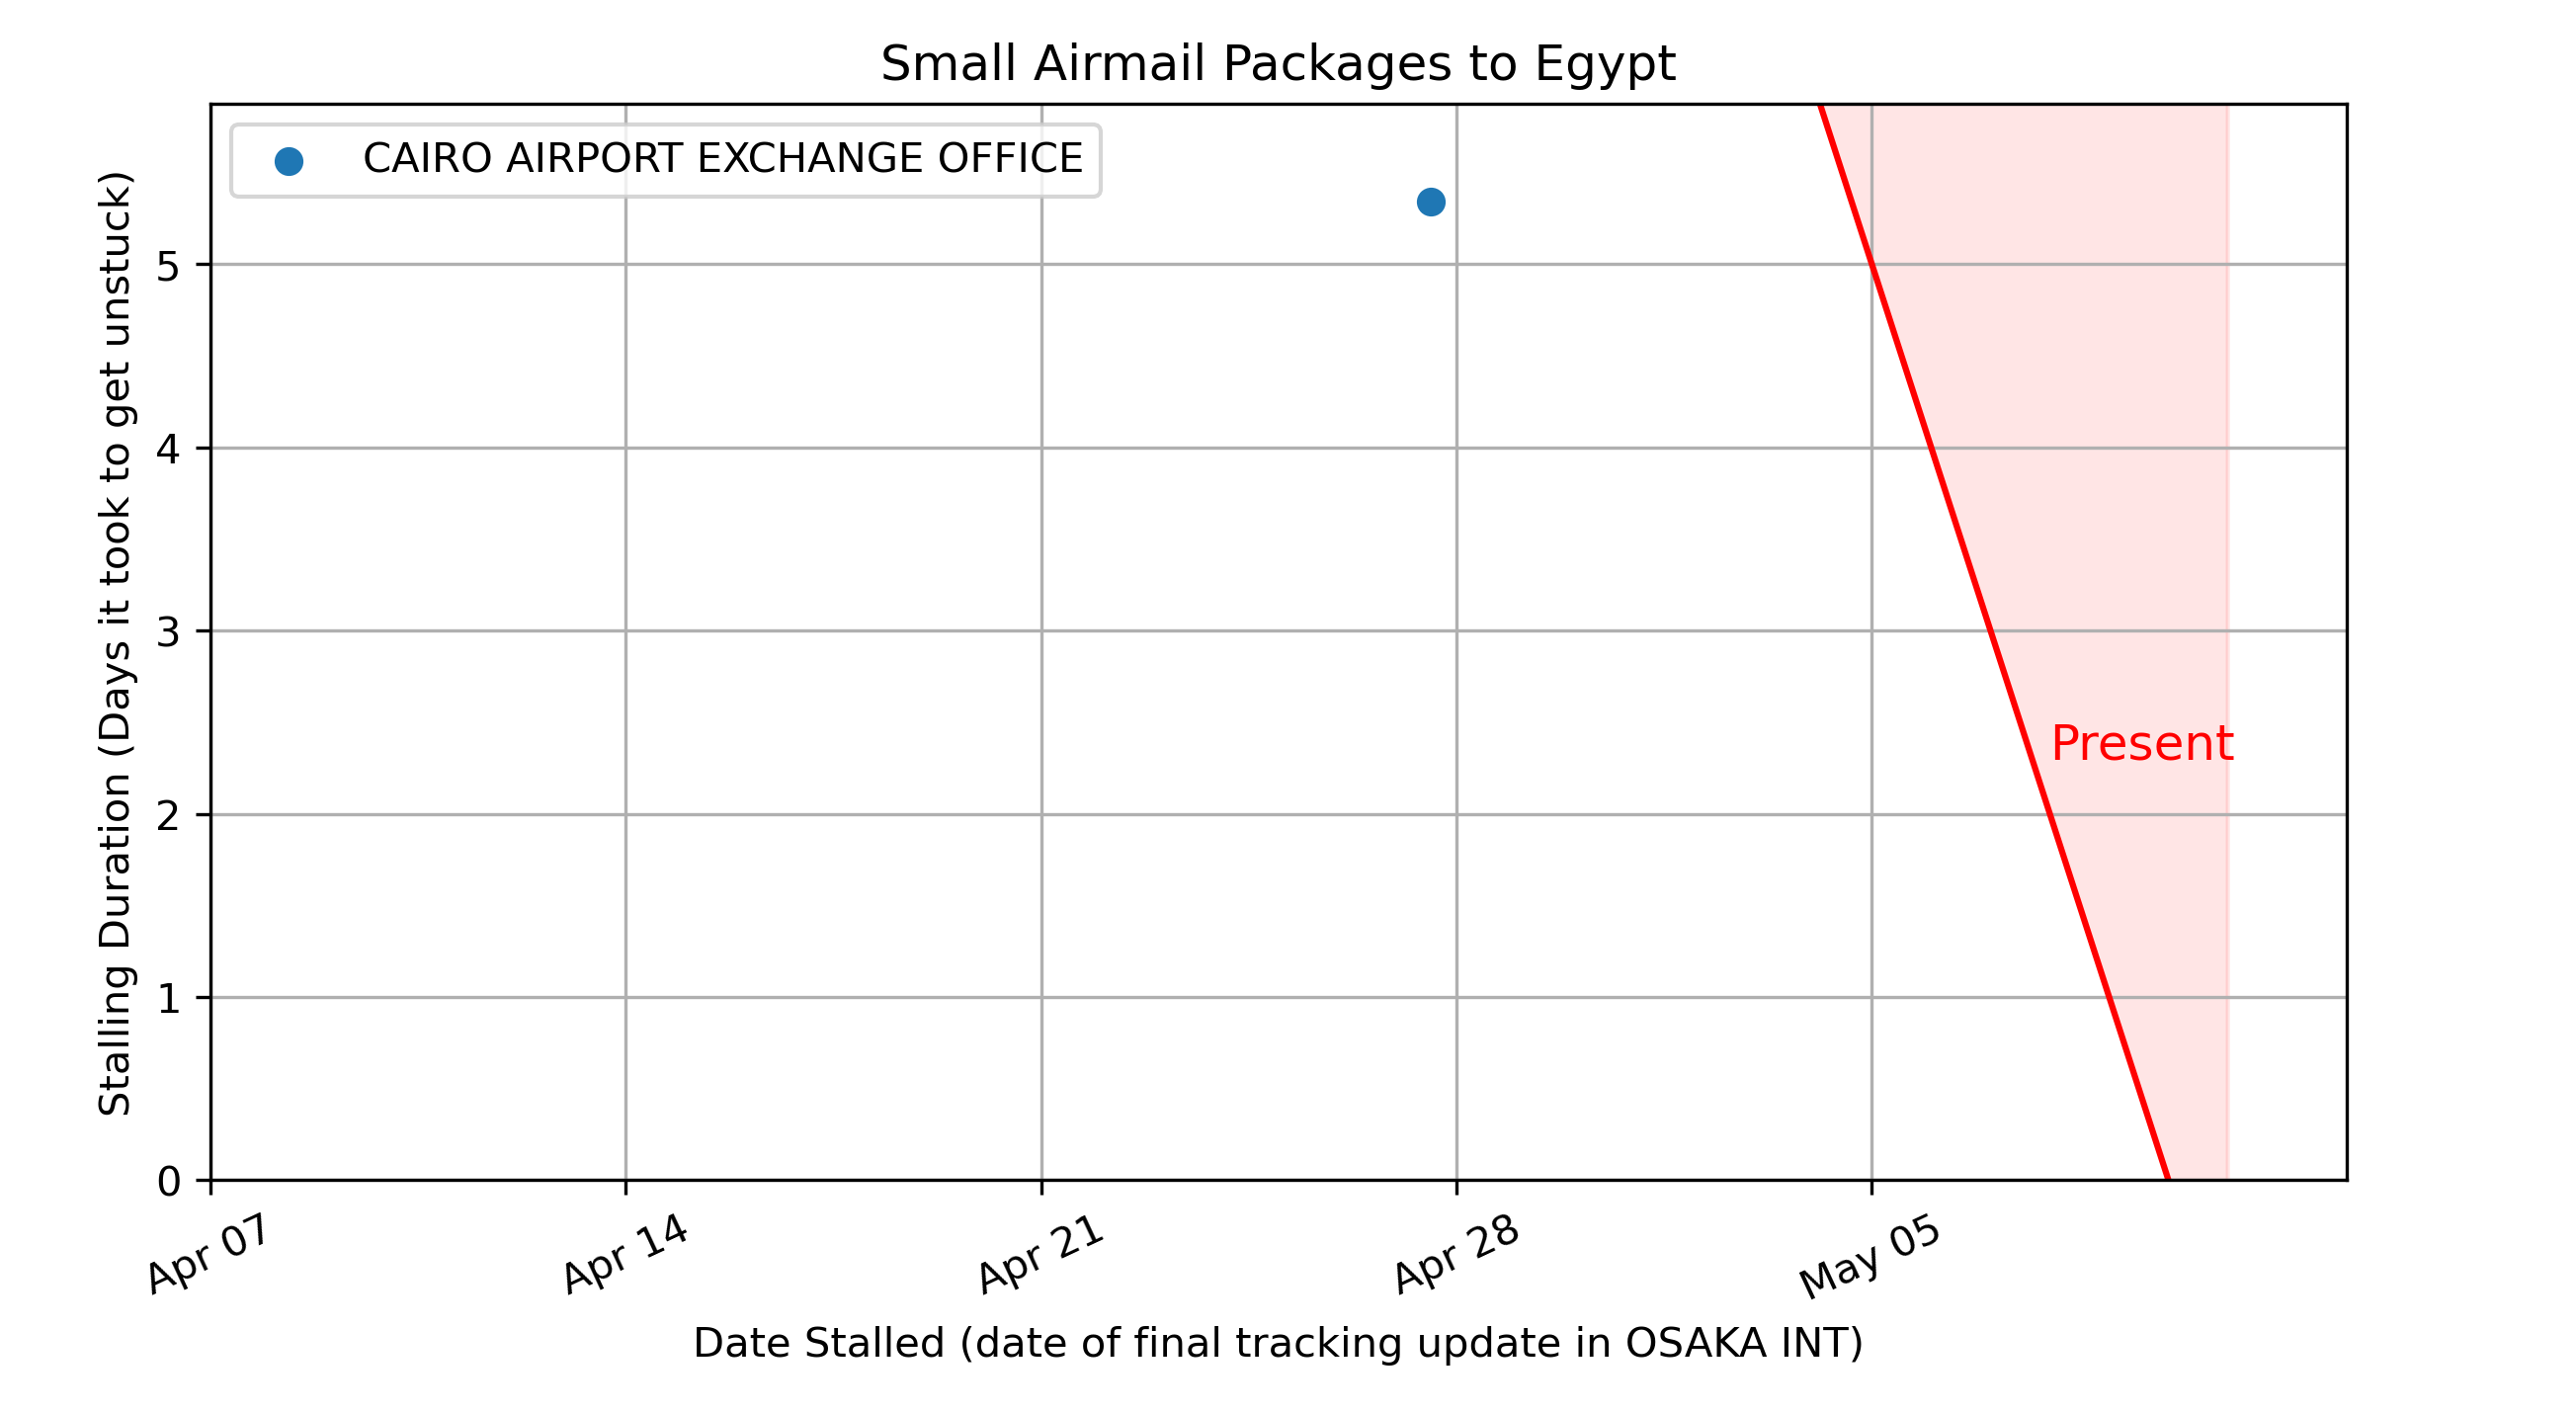 Small Airmail Packages to Egypt
CAIRO AIRPORT EXCHANGE OFFICE
Stalling Duration (Days it took to get unstuck)
5
4
3
2
1
0
Present
Apr 07
Apr 14
Apr 21
Apr 28
May 05
Date Stalled (date of final tracking update in OSAKA INT)